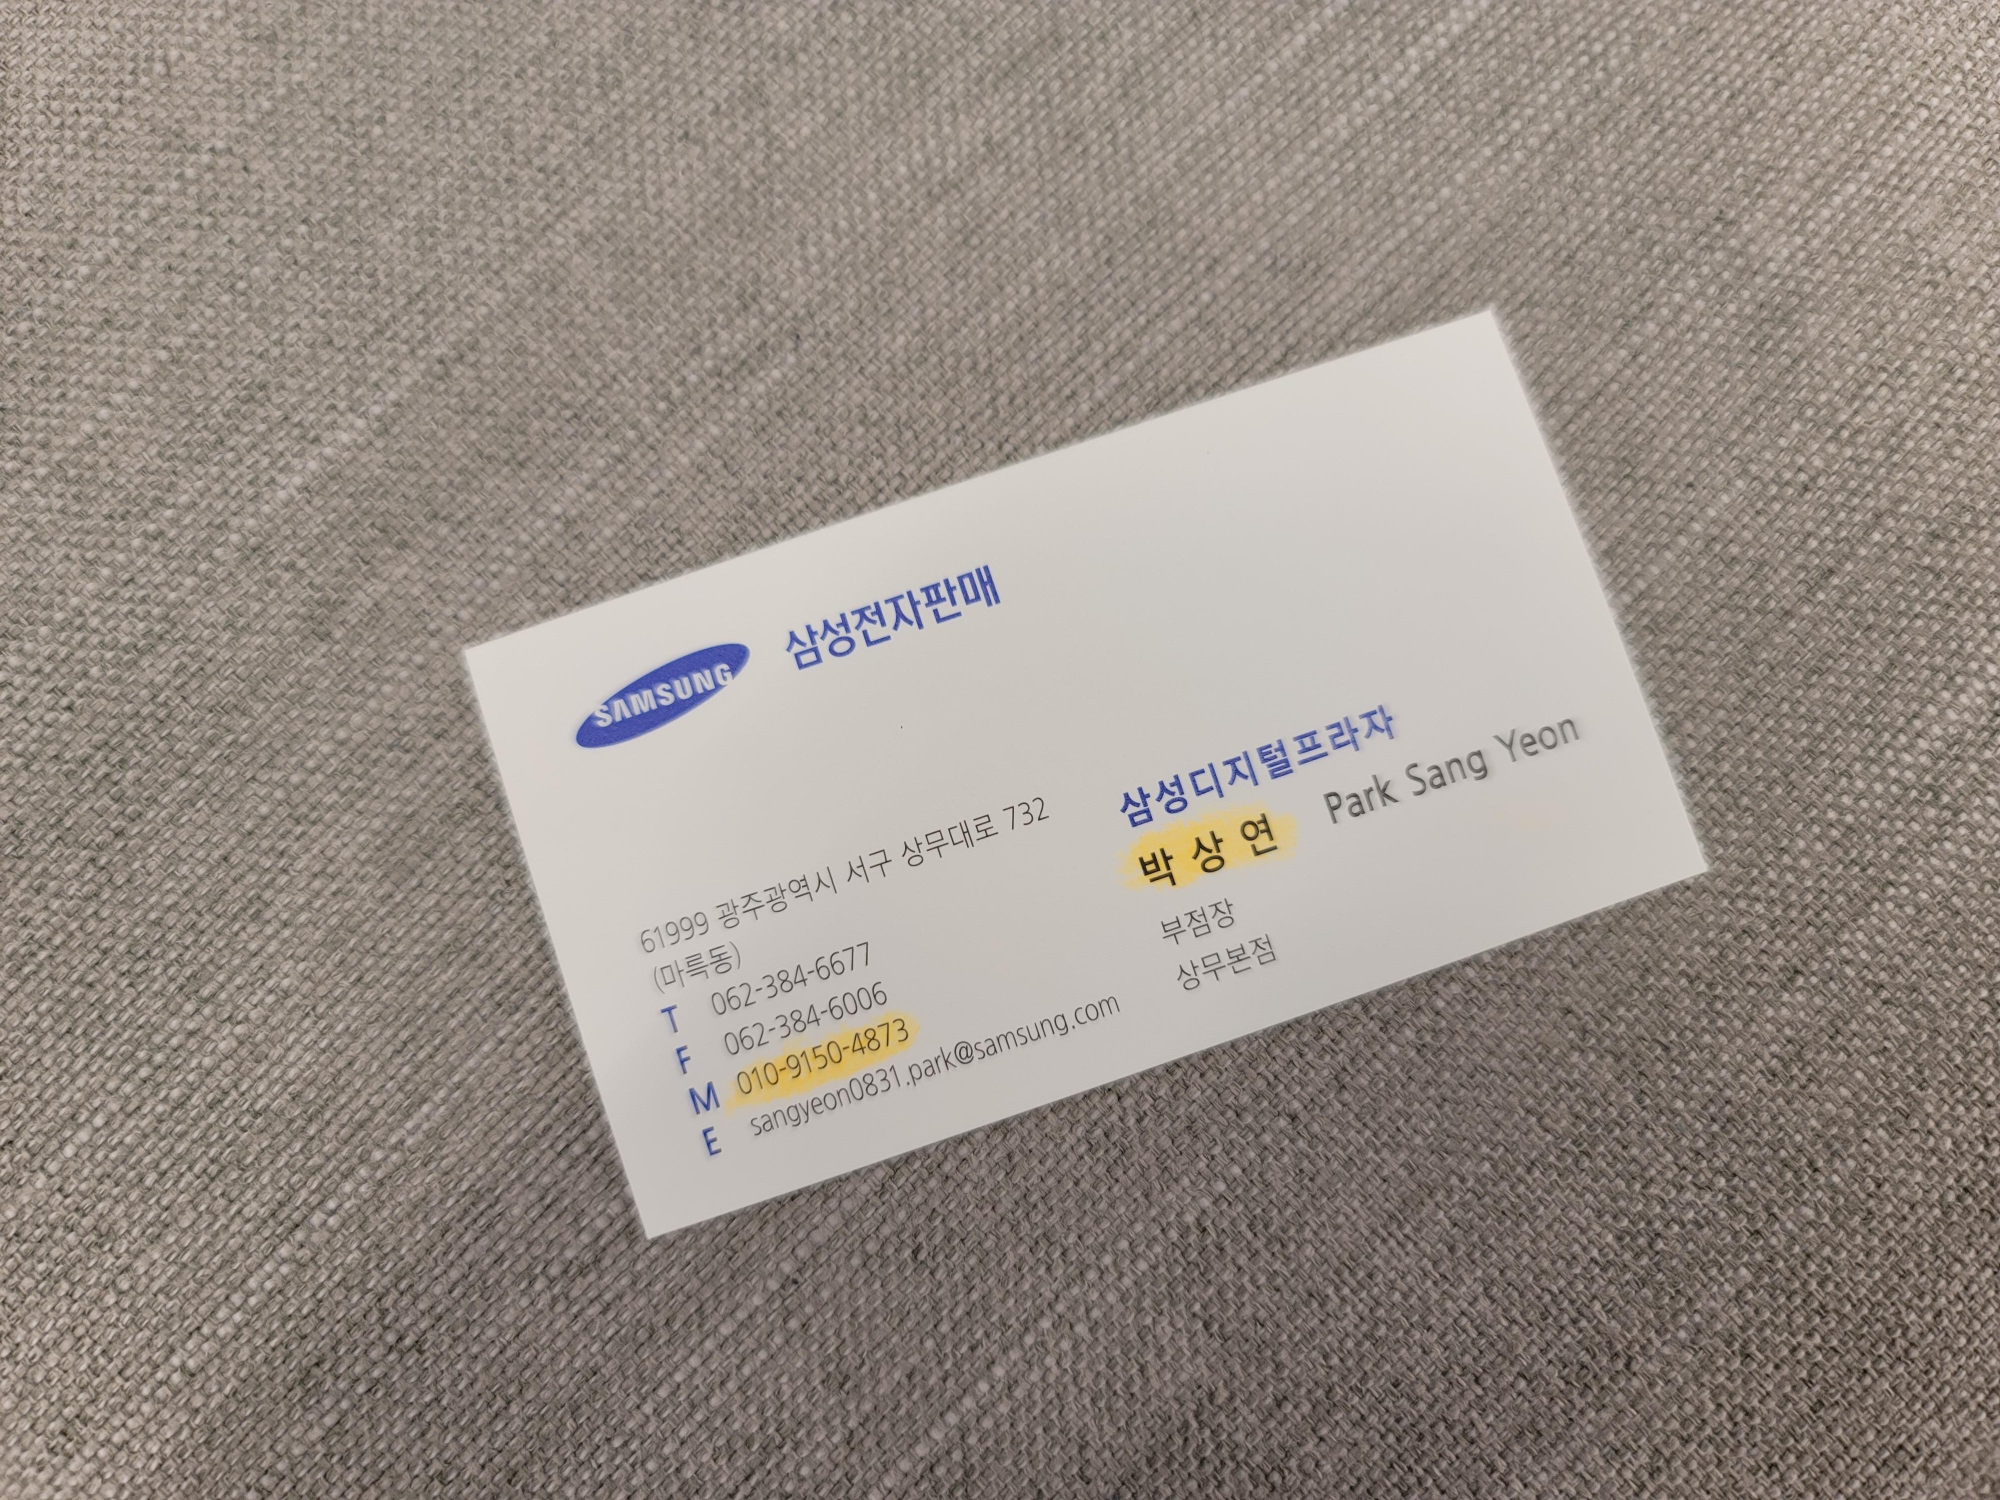 SAMSUNG 삼성전자판매
삼성디지털프라자
박 상 연 Park Sang Yeon
부점장
상무본점
61999 광주광역시 서구 상무대로 732
(마륵동)
T 062-384-6677
F 062-384-6006
M 010-9150-4873
E sangyeon0831.park@samsung.com